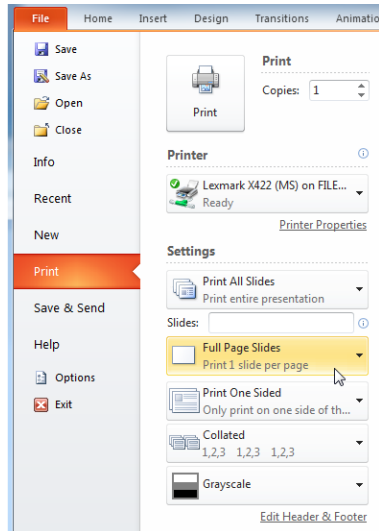 File Home Insert Design Transitions Animatio
Save
Save As
Open
Close
Info
Recent
New
Print
Save & Send
Help
Options
Exit
Print
Print
Copies: 1
Printer
Lexmark X422 (MS) on FILE...
Ready
Printer Properties
Settings
Print All Slides
Print entire presentation
Slides:
Full Page Slides
Print 1 slide per page
Print One Sided
Only print on one side of th...
Collated
1,2,3 1,2,3 1,2,3
Grayscale
Edit Header & Footer